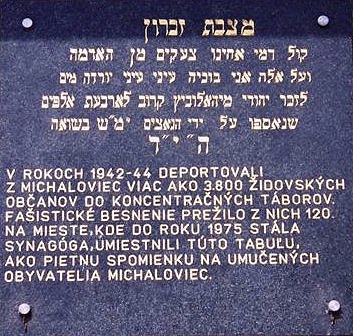 מצבת זכרון
קול דמי אחינו צעקים מן האדמה
ועל אלה אני בוכיה עיני עיני יורדה מים
לזכר יהודי מיהאלוביץ קרוב לארבעת אלפים
שנאספו על ידי הנאצים ימ"ש בשואה
ה"י"ד
V ROKOCH 1942-44 DEPORTOVALI
Z MICHALOVIEC VIAC AKO 3.800 ŽIDOVSKÝCH
OBČANOV DO KONCENTRAČNÝCH TÁBOROV.
FAŠISTICKÉ BESNENIE PREŽILO Z NICH 120.
NA MIESTE,KDE DO ROKU 1975 STÁLA
SYNAGÓGA,UMIESTNILI TÚTO TABUĽU,
AKO PIETNU SPOMIENKU NA UMUČENÝCH
OBYVATEĽIA MICHALOVIEC.